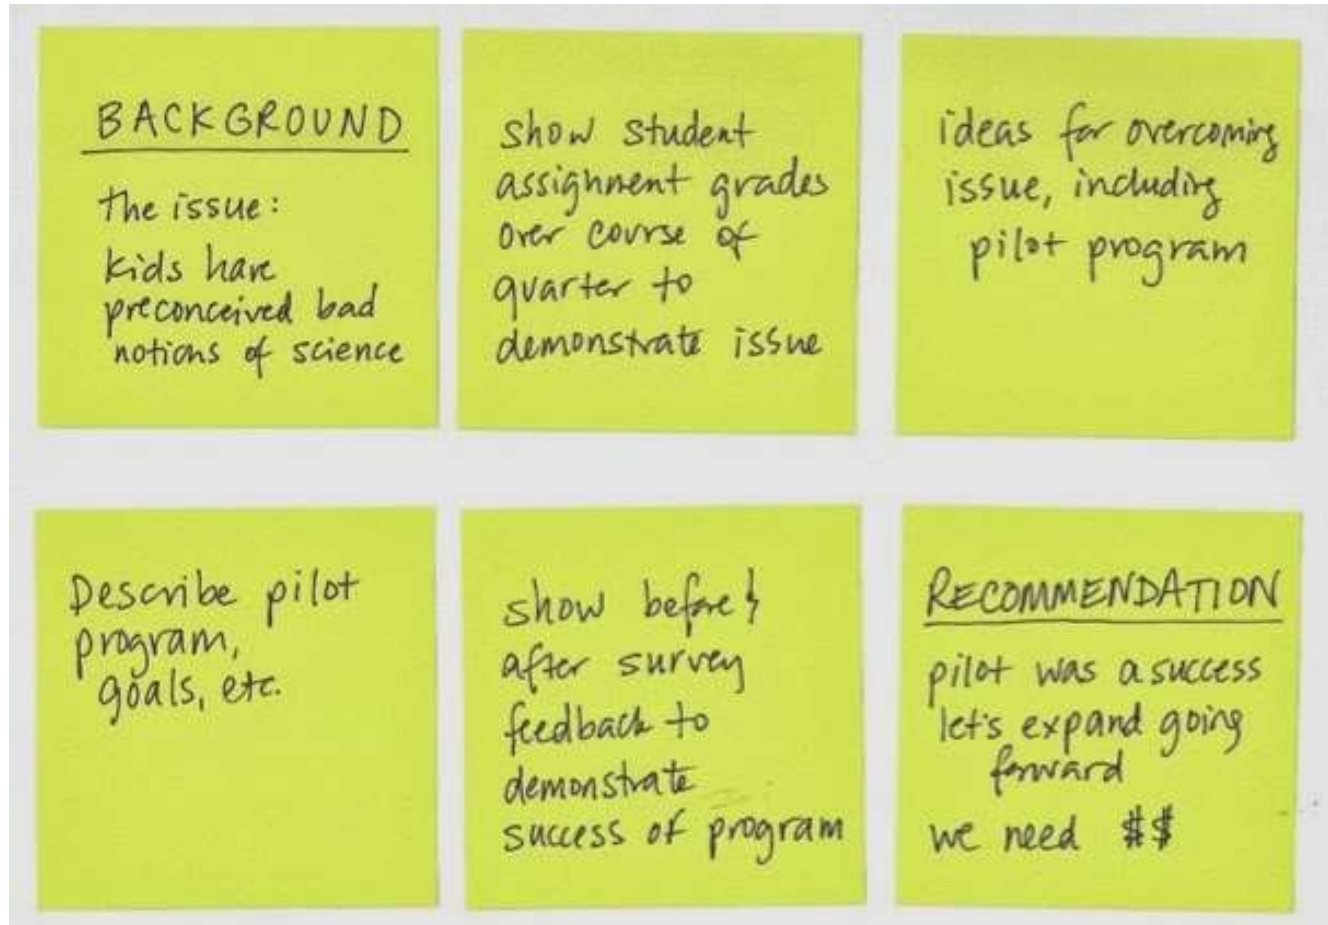 BACKGROUND
the issue:
kids have
preconceived bad
notions of science
show student
assignment grades
over course of
quarter to
demonstrate issue
ideas for overcoming
issue, including
pilot program
Describe pilot
program,
goals, etc.
show before &
after survey
feedback to
demonstrate
success of program
RECOMMENDATION
pilot was a success
let's expand going
forward
we need $$